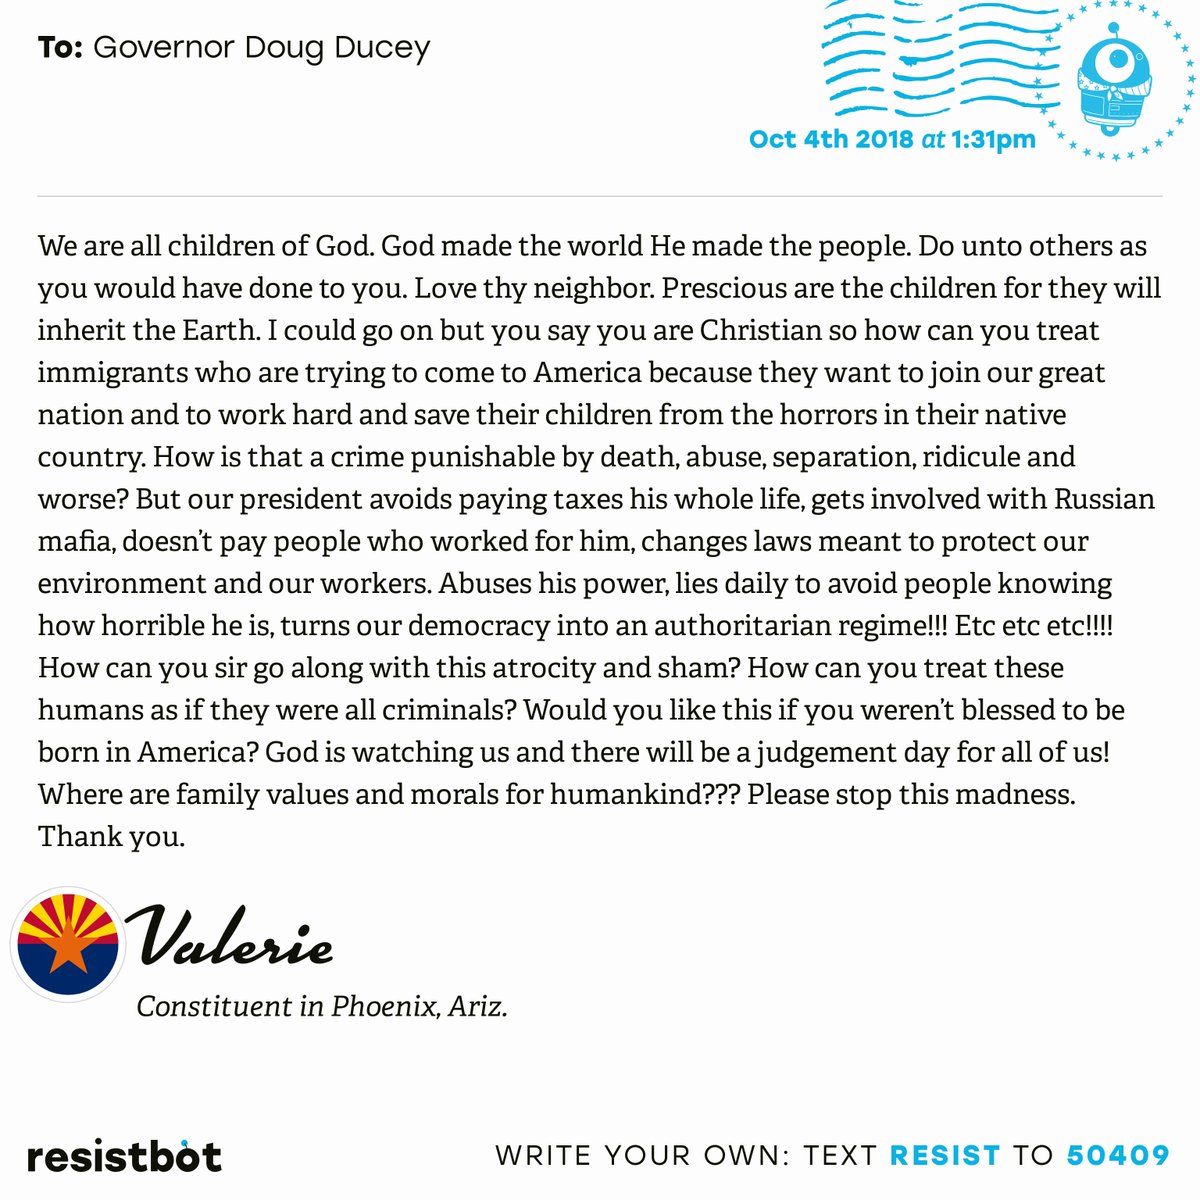 To: Governor Doug Ducey
Oct 4th 2018 at 1:31pm
We are all children of God. God made the world He made the people. Do unto others as
you would have done to you. Love thy neighbor. Prescious are the children for they will
inherit the Earth. I could go on but you say you are Christian so how can you treat
immigrants who are trying to come to America because they want to join our great
nation and to work hard and save their children from the horrors in their native
country. How is that a crime punishable by death, abuse, separation, ridicule and
worse? But our president avoids paying taxes his whole life, gets involved with Russian
mafia, doesn’t pay people who worked for him, changes laws meant to protect our
environment and our workers. Abuses his power, lies daily to avoid people knowing
how horrible he is, turns our democracy into an authoritarian regime!!! Etc etc etc!!!!
How can you sir go along with this atrocity and sham? How can you treat these
humans as if they were all criminals? Would you like this if you weren’t blessed to be
born in America? God is watching us and there will be a judgement day for all of us!
Where are family values and morals for humankind??? Please stop this madness.
Thank you.
Valerie
Constituent in Phoenix, Ariz.
resistbot
WRITE YOUR OWN: TEXT RESIST TO 50409